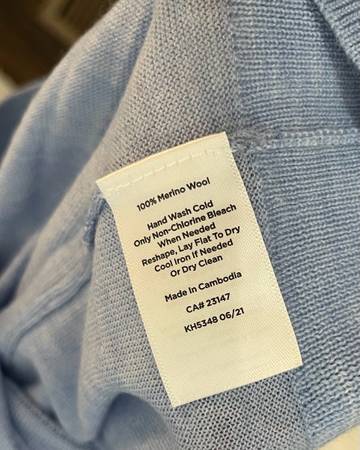 100% Merino Wool
Hand Wash Cold
Only Non-Chlorine Bleach
When Needed
Reshape, Lay Flat To Dry
Cool Iron If Needed
Or Dry Clean
Made in Cambodia
CA# 23147
KH5348 06/21